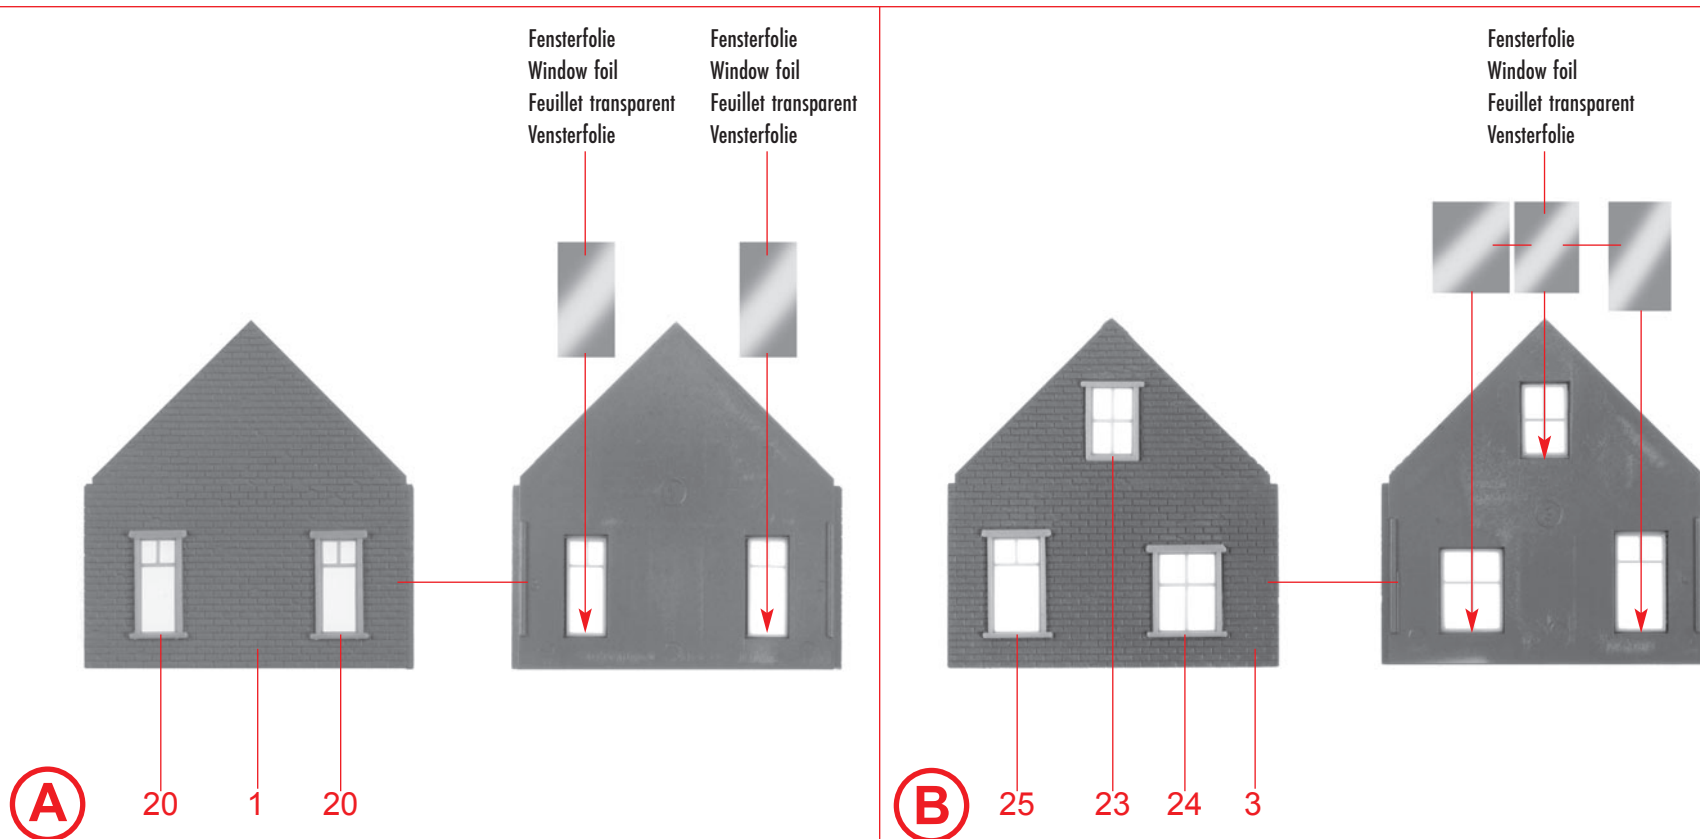 Fensterfolie
Window foil
Feuillet transparent
Vensterfolie
Fensterfolie
Window foil
Feuillet transparent
Vensterfolie
A
20 1 20
Fensterfolie
Window foil
Feuillet transparent
Vensterfolie
B
25 23 24 3